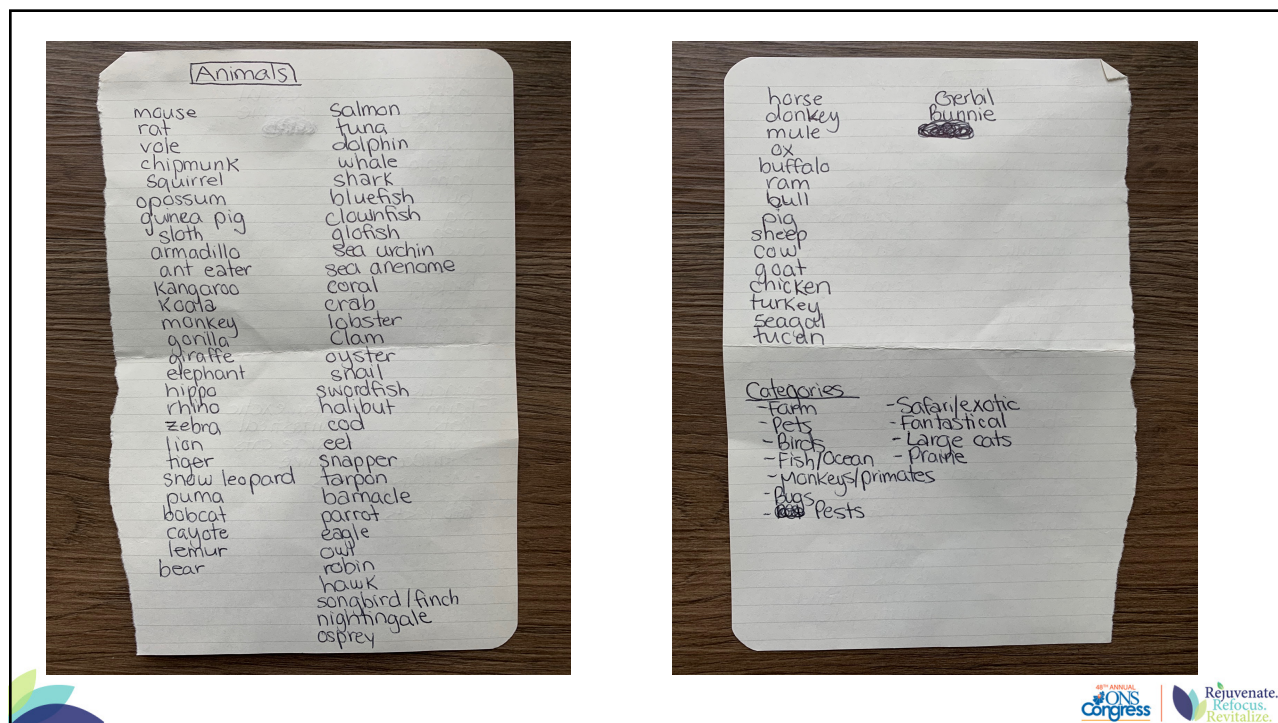 Animals
mouse
rat
vole
chipmunk
squirrel
opossum
guinea pig
sloth
armadillo
ant eater
kangaroo
Koala
monkey
gorilla
giraffe
elephant
hippo
rhino
zebra
lion
tiger
snow leopard
puma
bobcat
cayote
lemur
bear
salmon
tuna
dolphin
whale
shark
bluefish
clownfish
glofish
sea urchin
sea anenome
coral
crab
lobster
clam
oyster
snail
swordfish
halibut
cod
eel
snapper
tarpon
barnacle
parrot
eagle
owl
robin
hawk
songbird/finch
nightingale
osprey
horse
donkey
mule
ox
buffalo
ram
bull
pig
sheep
cow
goat
chicken
turkey
seagal
tucan
Gerbil
Bunnie
Categories
-Farm
-Pets
-Birds
-Fish/Ocean
-Monkeys/primates
-Bugs
- Pests
-Safari/exotic
-Fantastical
-Large cats
-Prairie
48TH ANNUAL
ONS
Congress
Rejuvenate.
Refocus.
Revitalize.